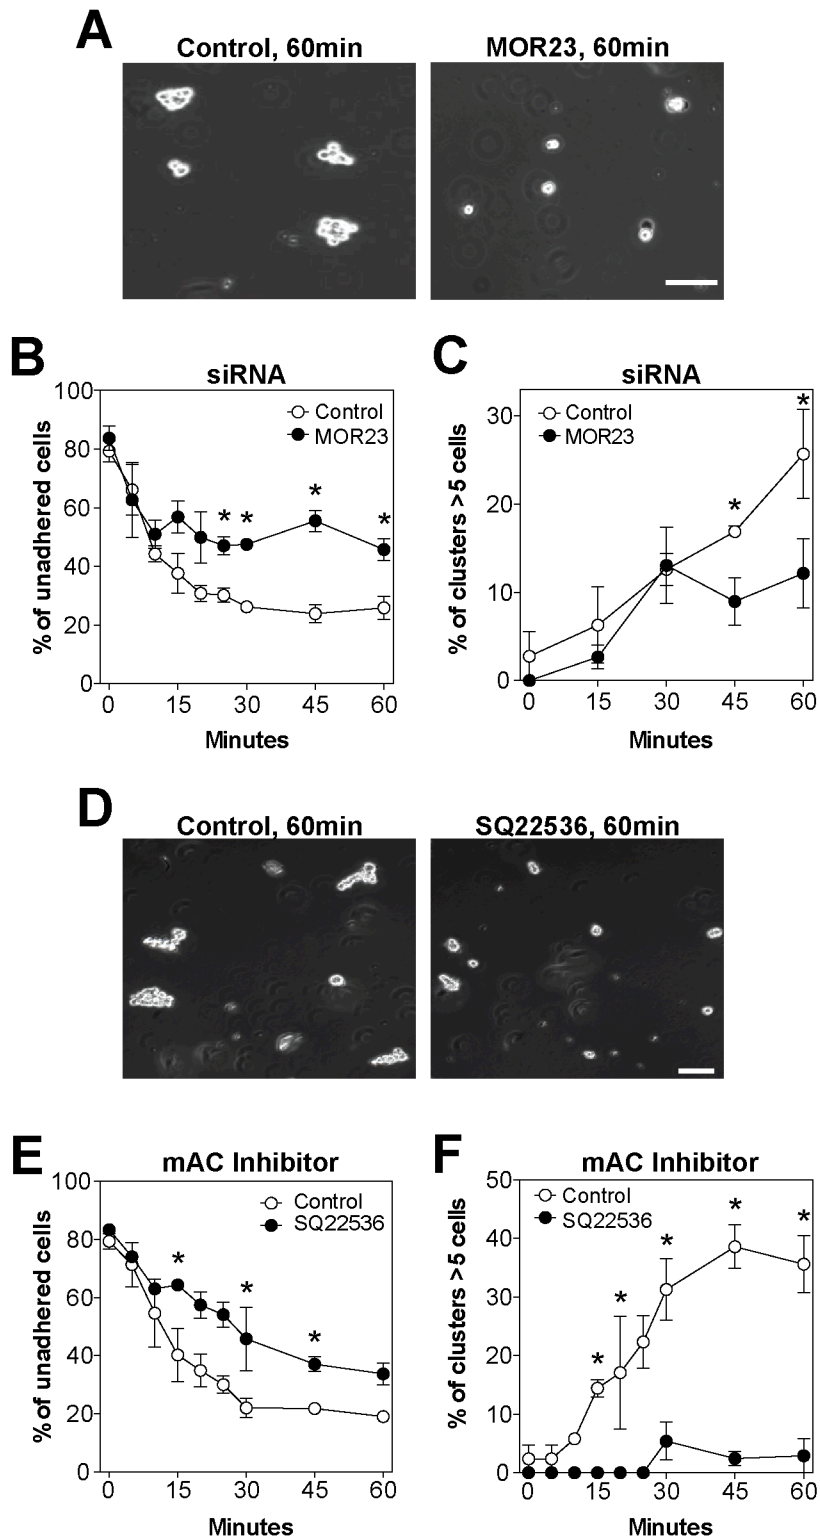 A
Control, 60min MOR23, 60min
B C
siRNA siRNA
% of unadhered cells
100
80
60
40
20
0
Control
MOR23
* * * *
0 15 30 45 60
Minutes
% of clusters >5 cells
30
20
10
0
Control
MOR23
* *
0 15 30 45 60
Minutes
D
Control, 60min SQ22536, 60min
E F
mAC Inhibitor mAC Inhibitor
% of unadhered cells
100
80
60
40
20
0
Control
SQ22536
* * *
0 15 30 45 60
Minutes
% of clusters >5 cells
50
40
30
20
10
0
Control
SQ22536
* * * * *
0 15 30 45 60
Minutes